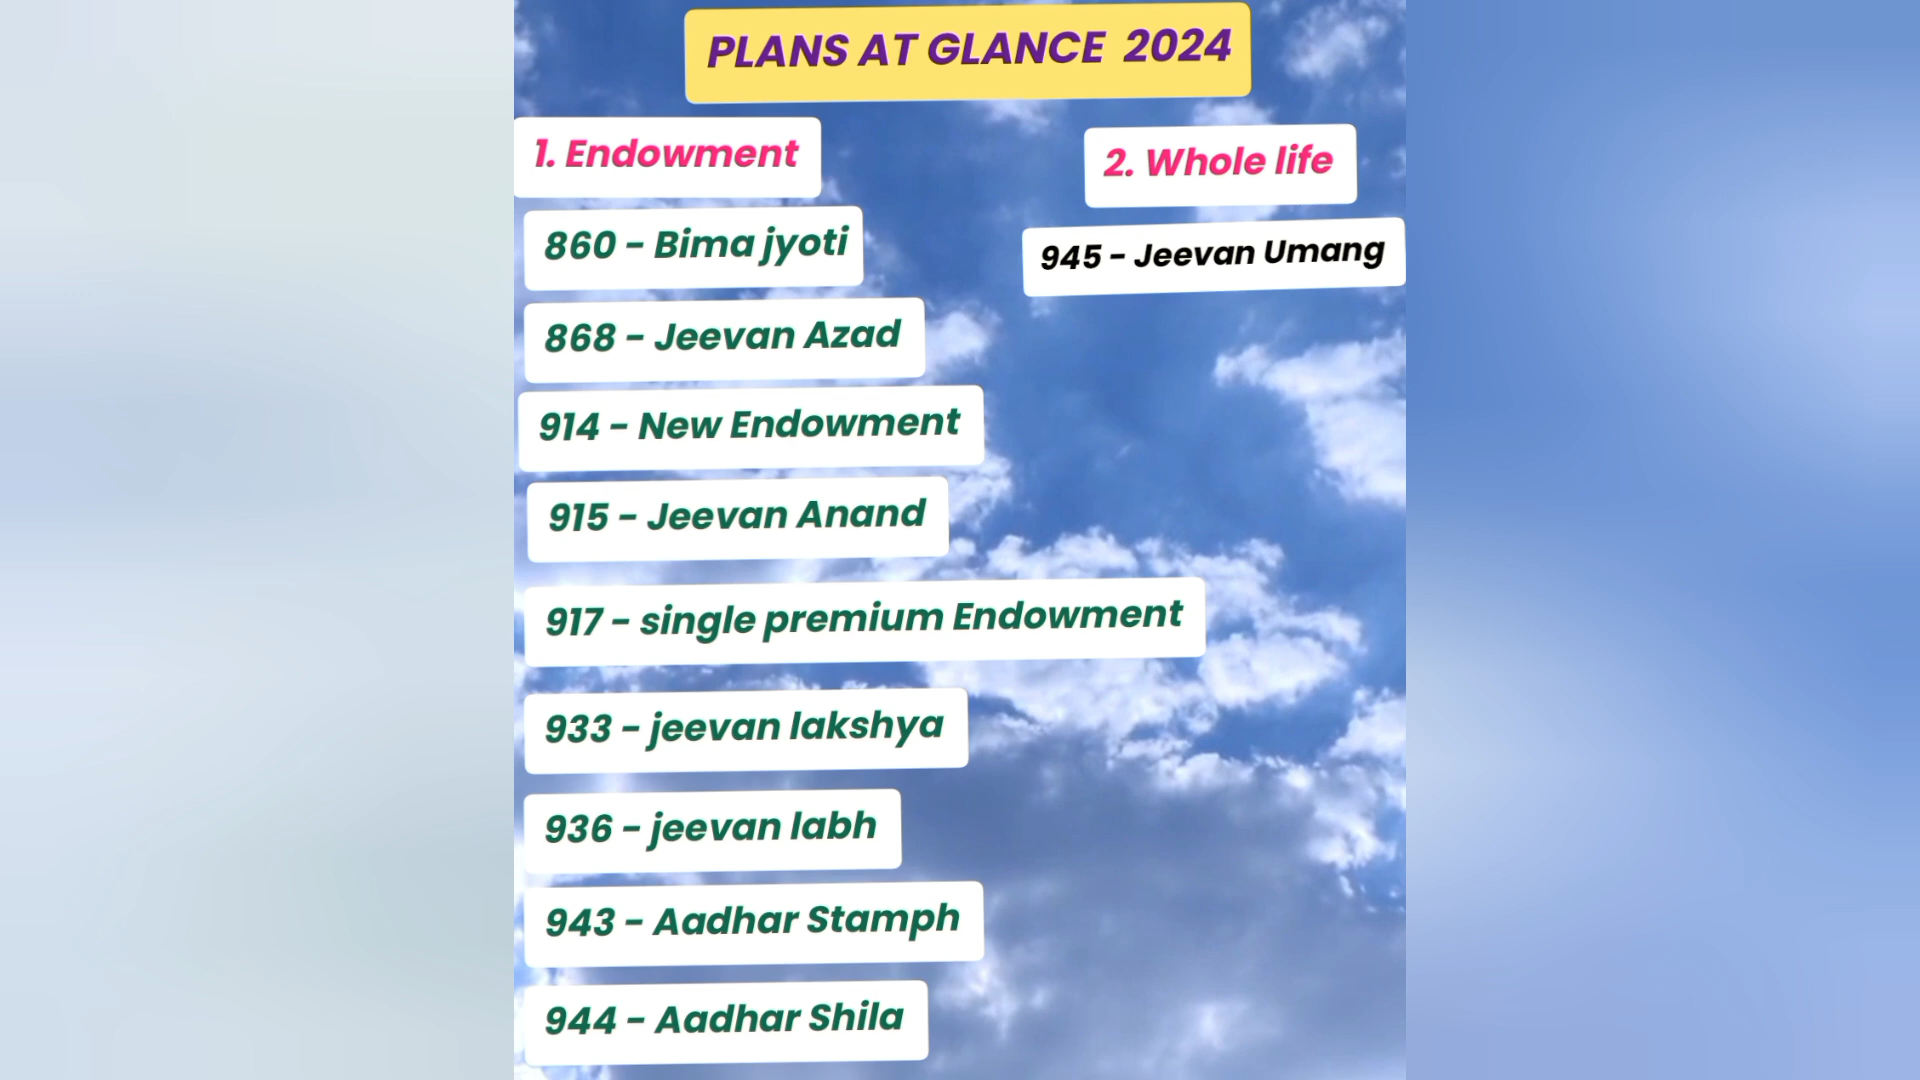 PLANS AT GLANCE 2024
1. Endowment
860 - Bima jyoti
868 - Jeevan Azad
914 - New Endowment
915 - Jeevan Anand
917 - single premium Endowment
933 - jeevan lakshya
936 - jeevan labh
943 - Aadhar Stamph
944 - Aadhar Shila
2. Whole life
945 - Jeevan Umang